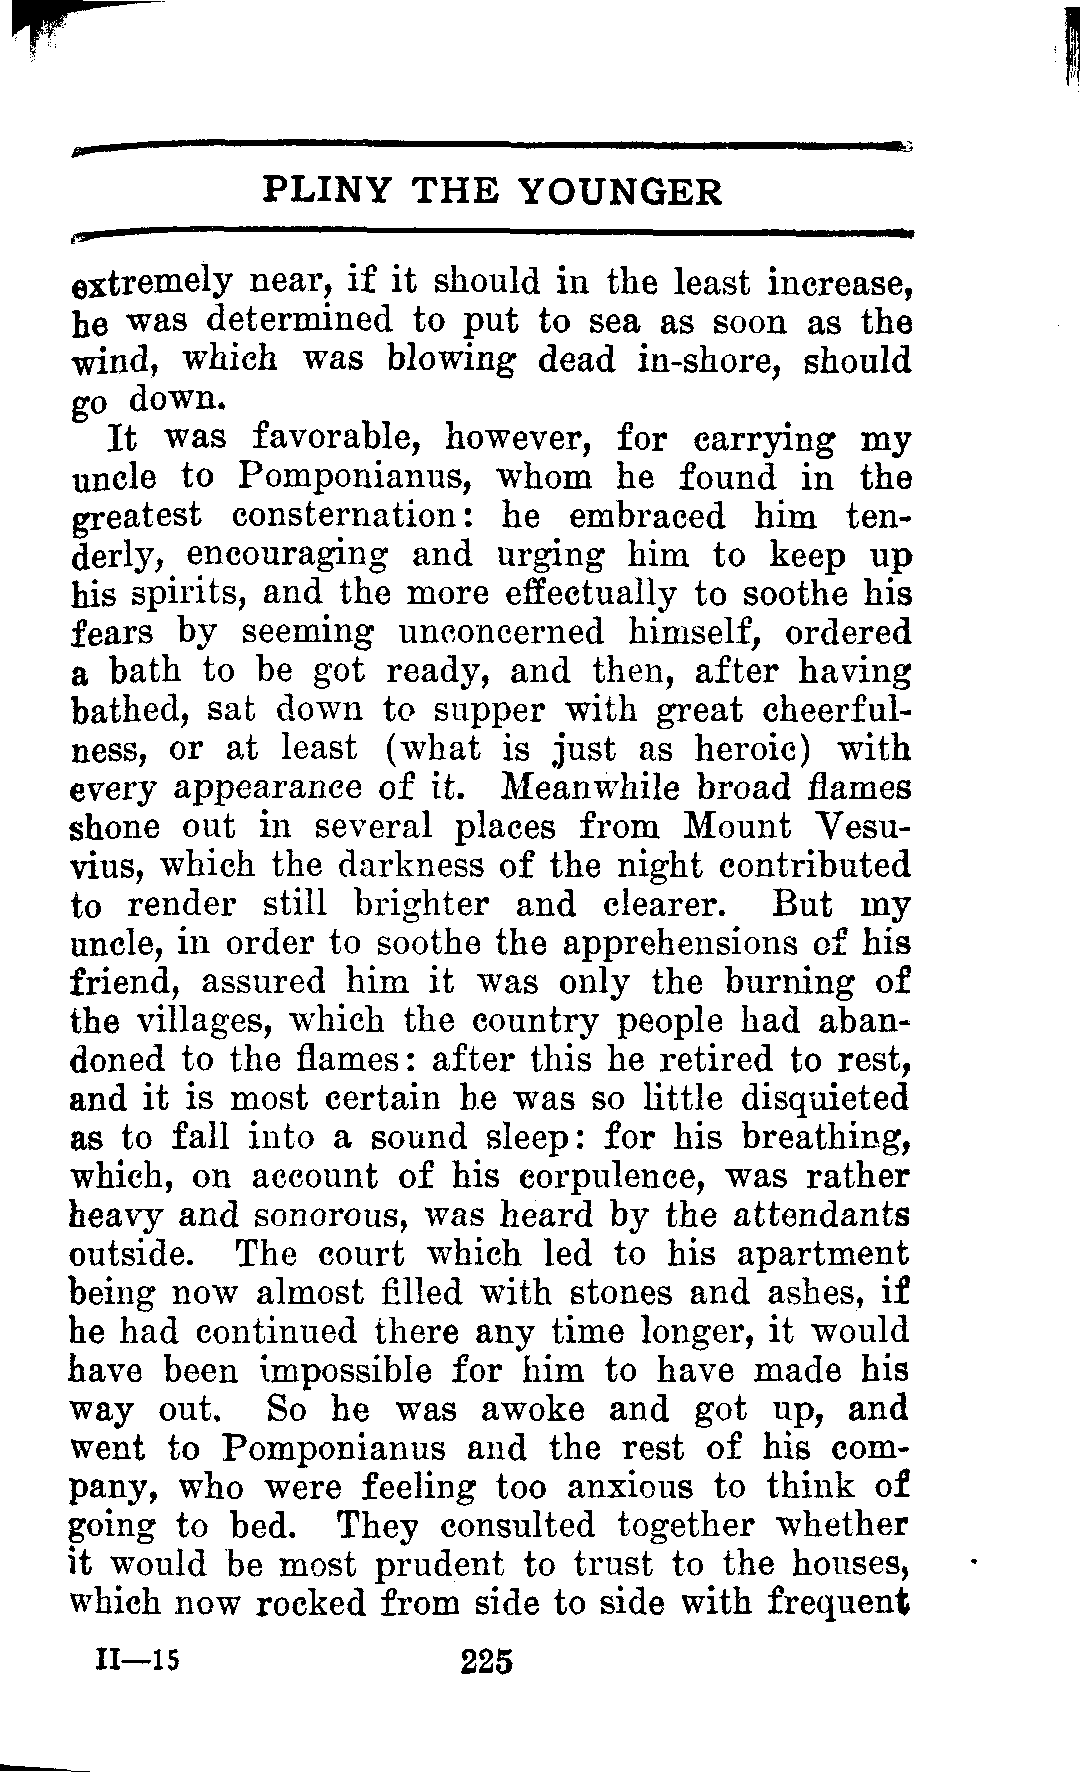 PLINY THE YOUNGER
extremely near, if it should in the least increase,
he was determined to put to sea as soon as the
wind, which was blowing dead in-shore, should
go down.
It was favorable, however, for carrying my
uncle to Pomponianus, whom he found in the
greatest consternation: he embraced him ten-
derly, encouraging and urging him to keep up
his spirits, and the more effectually to soothe his
fears by seeming unconcerned himself, ordered
a bath to be got ready, and then, after having
bathed, sat down to supper with great cheerful-
ness, or at least (what is just as heroic) with
every appearance of it. Meanwhile broad flames
shone out in several places from Mount Vesu-
vius, which the darkness of the night contributed
to render still brighter and clearer. But my
uncle, in order to soothe the apprehensions of his
friend, assured him it was only the burning of
the villages, which the country people had aban-
doned to the flames: after this he retired to rest,
and it is most certain he was so little disquieted
as to fall into a sound sleep: for his breathing,
which, on account of his corpulence, was rather
heavy and sonorous, was heard by the attendants
outside. The court which led to his apartment
being now almost filled with stones and ashes, if
he had continued there any time longer, it would
have been impossible for him to have made his
way out. So he was awoke and got up, and
went to Pomponianus and the rest of his com-
pany, who were feeling too anxious to think of
going to bed. They consulted together whether
it would be most prudent to trust to the houses,
which now rocked from side to side with frequent
II—15 225